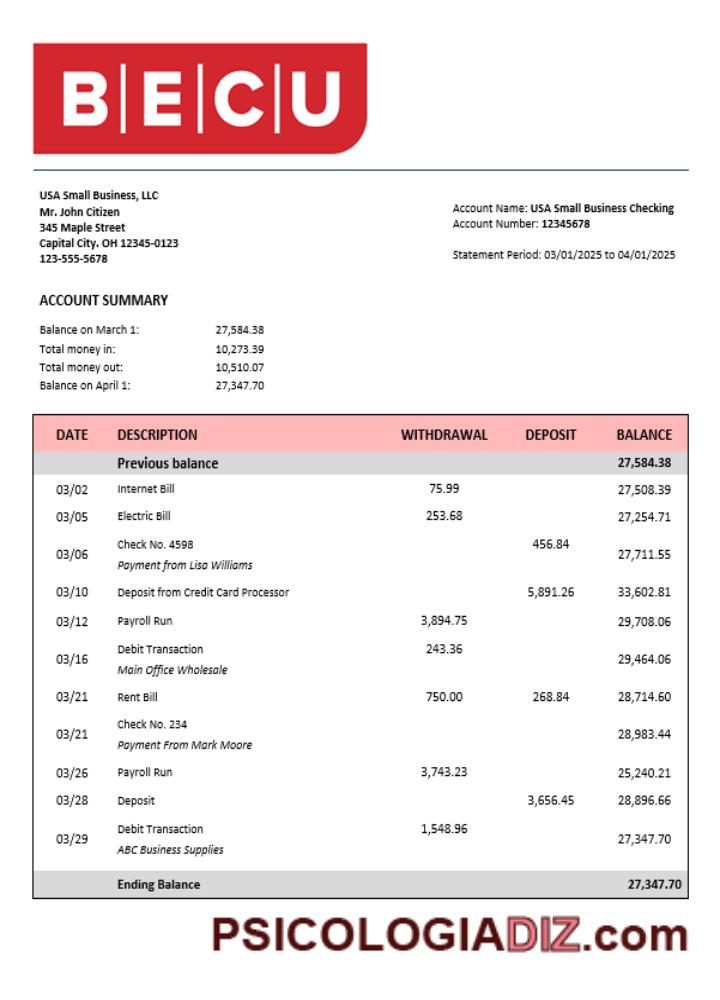 B|E|C|U
USA Small Business, LLC
Mr. John Citizen
345 Maple Street
Capital City. OH 12345-0123
123-555-5678
Account Name: USA Small Business Checking
Account Number: 12345678
Statement Period: 03/01/2025 to 04/01/2025
ACCOUNT SUMMARY
Balance on March 1: 27,584.38
Total money in: 10,273.39
Total money out: 10,510.07
Balance on April 1: 27,347.70
DATE DESCRIPTION WITHDRAWAL DEPOSIT BALANCE
Previous balance 27,584.38
03/02 Internet Bill 75.99 27,508.39
03/05 Electric Bill 253.68 27,254.71
03/06 Check No. 4598 456.84 27,711.55
Payment from Lisa Williams
03/10 Deposit from Credit Card Processor 5,891.26 33,602.81
03/12 Payroll Run 3,894.75 29,708.06
03/16 Debit Transaction 243.36 29,464.06
Main Office Wholesale
03/21 Rent Bill 750.00 268.84 28,714.60
03/21 Check No. 234 28,983.44
Payment From Mark Moore
03/26 Payroll Run 3,743.23 25,240.21
03/28 Deposit 3,656.45 28,896.66
03/29 Debit Transaction 1,548.96 27,347.70
ABC Business Supplies
Ending Balance 27,347.70
PSICOLOGIADIZ.com